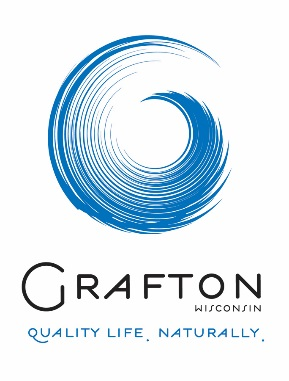 GRAFTON
WISCONSIN
QUALITY LIFE. NATURALLY.